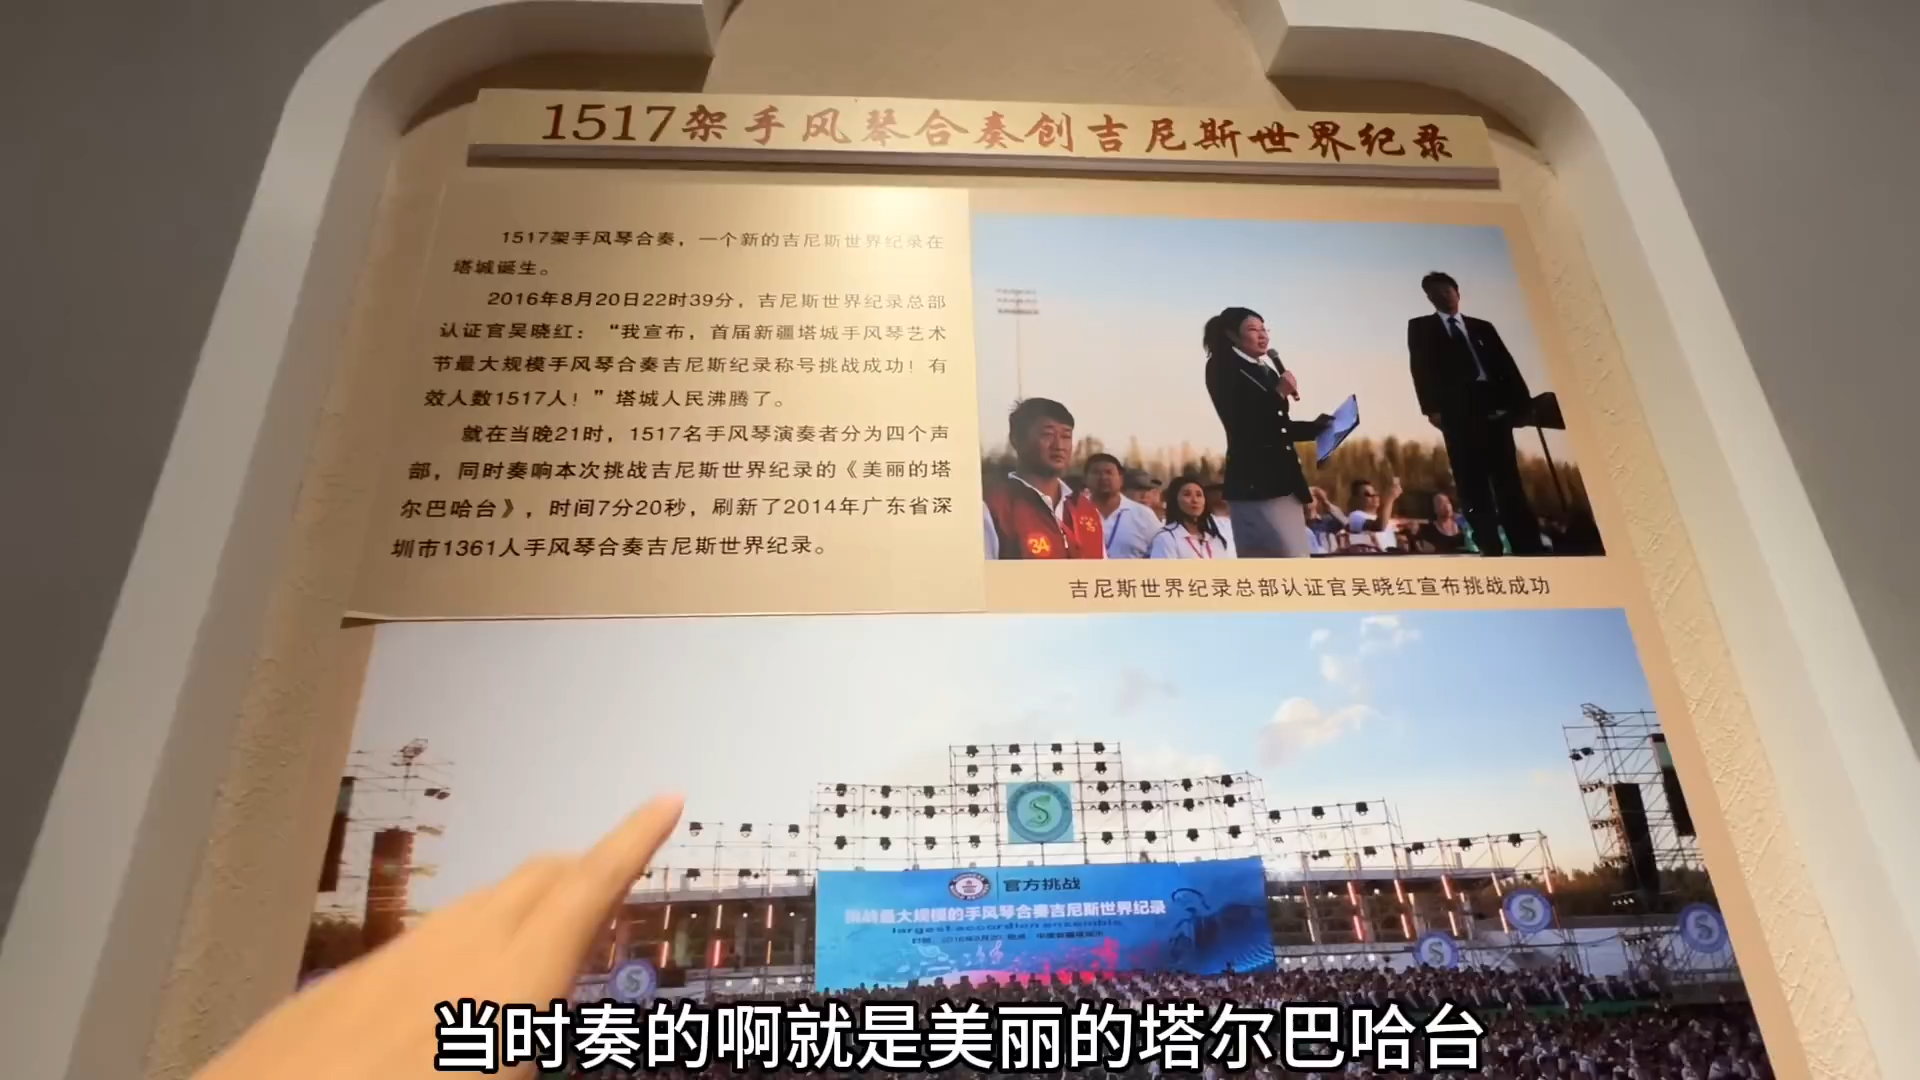 1517架手风琴合奏创吉尼斯世界纪录
1517架手风琴合奏，一个新的吉尼斯世界纪录在
塔城诞生。
2016年8月20日22时39分，吉尼斯世界纪录总部
认证官吴晓红：“我宣布，首届新疆塔城手风琴艺术
节最大规模手风琴合奏吉尼斯纪录称号挑战成功！有
效人数1517人！”塔城人民沸腾了。
就在当晚21时，1517名手风琴演奏者分为四个声
部，同时奏响本次挑战吉尼斯世界纪录的《美丽的塔
尔巴哈台》，时间7分20秒，刷新了2014年广东省深
圳市1361人手风琴合奏吉尼斯世界纪录。
34
吉尼斯世界纪录总部认证官吴晓红宣布挑战成功
S
官方挑战
挑战最大规模的手风琴合奏吉尼斯世界纪录
largest accordion ensemble
当时奏的啊就是美丽的塔尔巴哈台